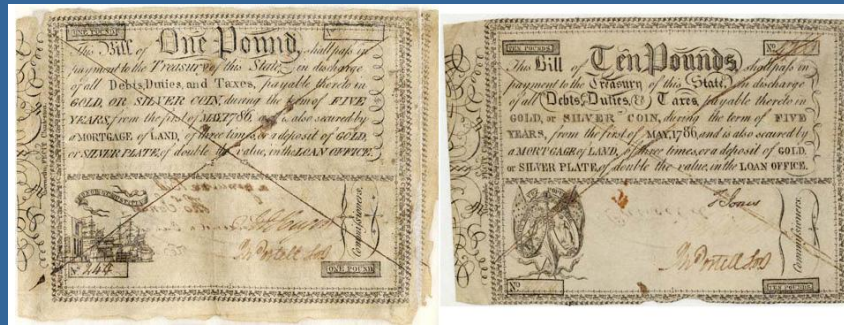 ONE POUND
No
This Bill of One Pound shall pass in
payment to the Treasury of this State, in discharge
of all Debts, Duties, and Taxes, payable thereto in
GOLD, OR SILVER COIN, during the term of FIVE
YEARS, from the first of MAY, 1786, and is also secured by
a MORTGAGE of LAND, of three times, or a deposit of GOLD,
or SILVER PLATE, of double the value, in the LOAN OFFICE.
Commissioners.
No 244
ONE POUND
TEN POUNDS
No
This Bill of Ten Pounds shall pass in
payment to the Treasury of this State, in discharge
of all Debts, Duties, & Taxes, payable thereto in
GOLD, or SILVER COIN, during the term of FIVE
YEARS, from the first of MAY, 1786, and is also secured by
a MORTGAGE of LAND, of three times, or a deposit of GOLD,
or SILVER PLATE, of double the value, in the LOAN OFFICE.
Jones
Commissioners.
No
TEN POUNDS